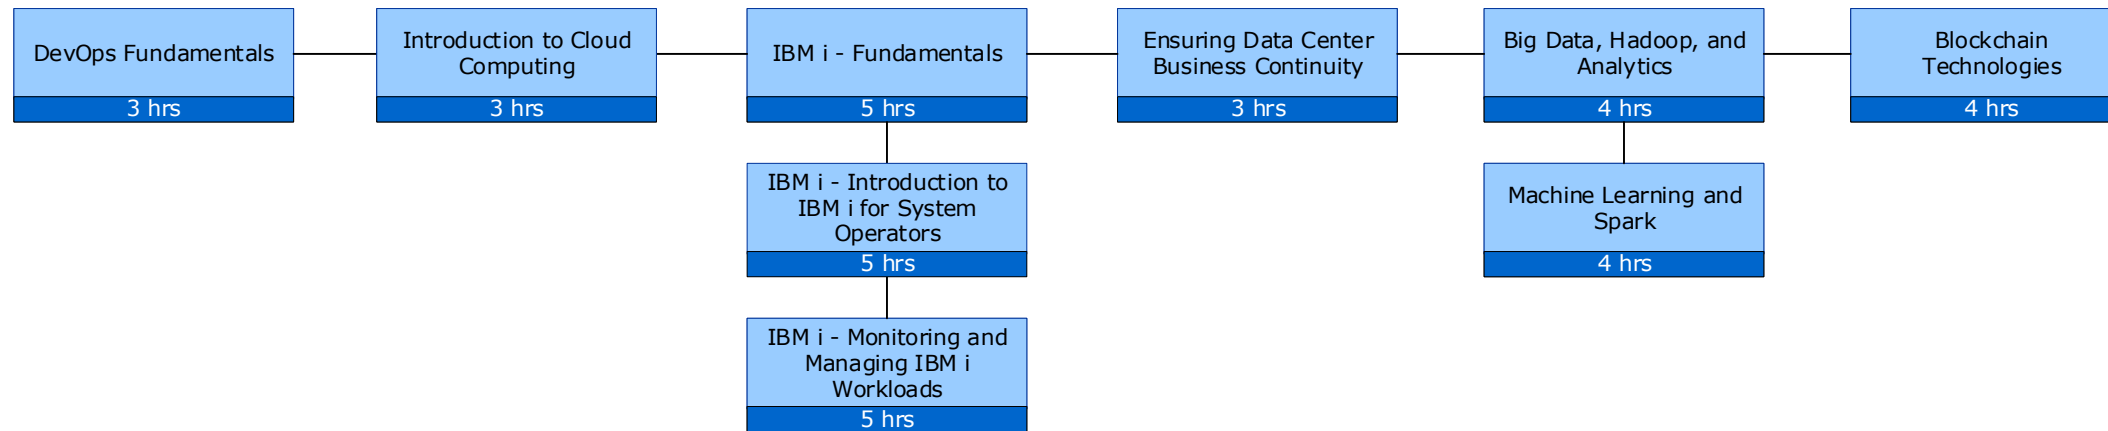 DevOps Fundamentals
3 hrs
Introduction to Cloud
Computing
3 hrs
IBM i - Fundamentals
5 hrs
Ensuring Data Center
Business Continuity
3 hrs
Big Data, Hadoop, and
Analytics
4 hrs
Blockchain
Technologies
4 hrs
IBM i - Introduction to
IBM i for System
Operators
5 hrs
Machine Learning and
Spark
4 hrs
IBM i - Monitoring and
Managing IBM i
Workloads
5 hrs